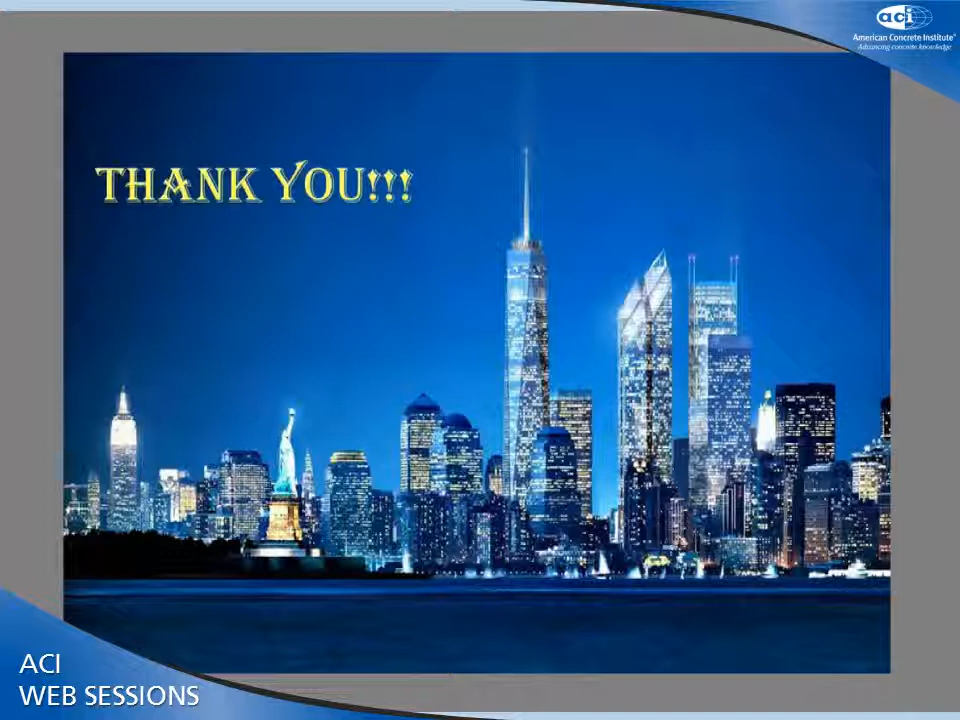 aci
American Concrete Institute®
Advancing concrete knowledge
THANK YOU!!!
ACI
WEB SESSIONS